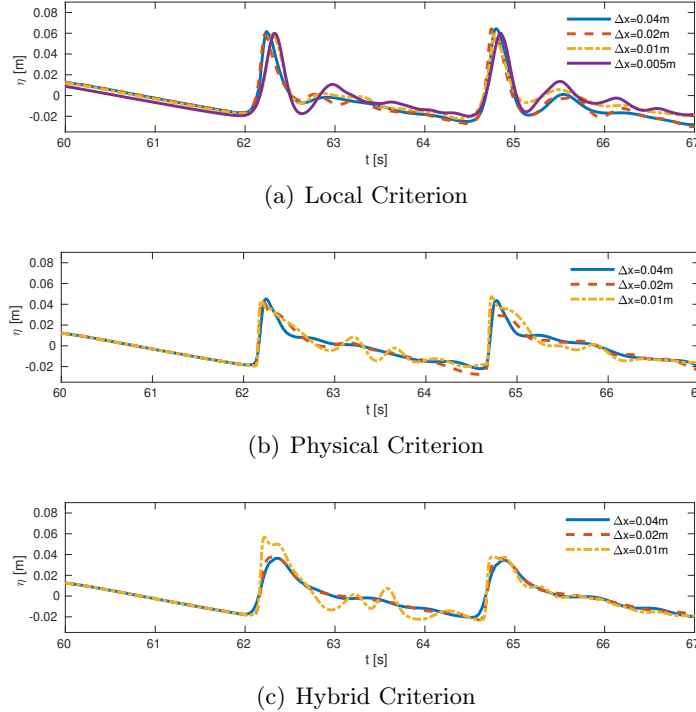 0.08
0.06
0.04
0.02
0
-0.02
η [m]
Δx=0.04m
Δx=0.02m
Δx=0.01m
Δx=0.005m
60 61 62 63 64 65 66 67
t [s]
(a) Local Criterion
0.08
0.06
0.04
0.02
0
-0.02
η [m]
Δx=0.04m
Δx=0.02m
Δx=0.01m
60 61 62 63 64 65 66 6
t [s]
(b) Physical Criterion
0.08
0.06
0.04
0.02
0
-0.02
η [m]
Δx=0.04m
Δx=0.02m
Δx=0.01m
60 61 62 63 64 65 66 67
t [s]
(c) Hybrid Criterion